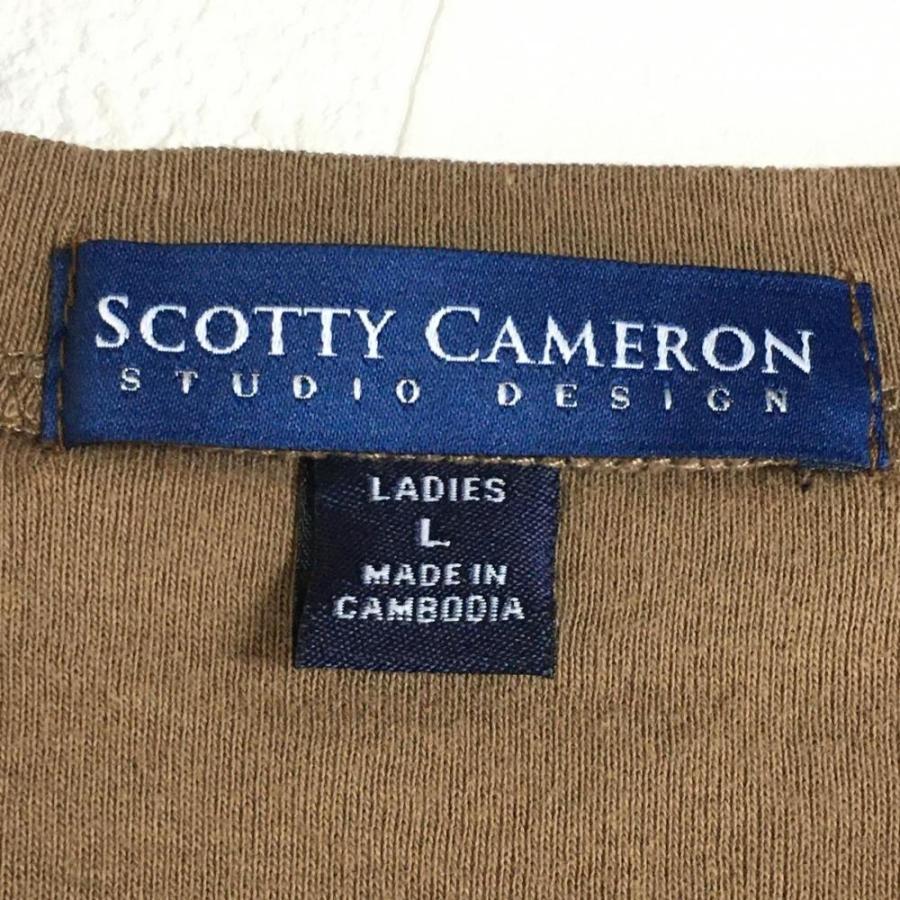 SCOTTY CAMERON
STUDIO DESIGN
LADIES
L
MADE IN
CAMBODIA